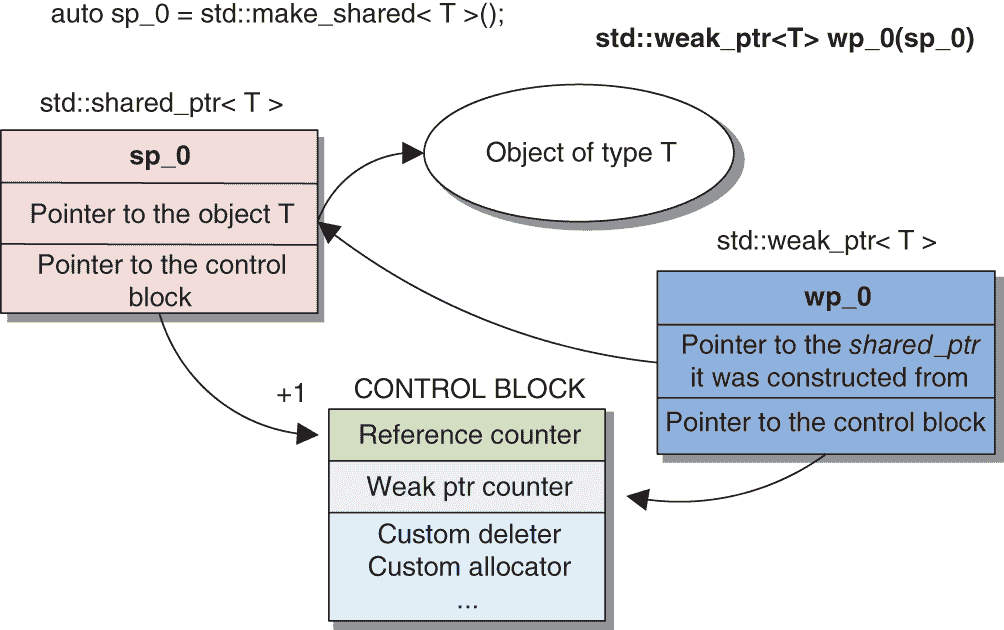 auto sp_0 = std::make_shared< T >();
std::weak_ptr<T> wp_0(sp_0)
std::shared_ptr< T >
sp_0
Pointer to the object T
Pointer to the control
block
Object of type T
std::weak_ptr< T >
wp_0
Pointer to the shared_ptr
it was constructed from
Pointer to the control block
+1
CONTROL BLOCK
Reference counter
Weak ptr counter
Custom deleter
Custom allocator
...